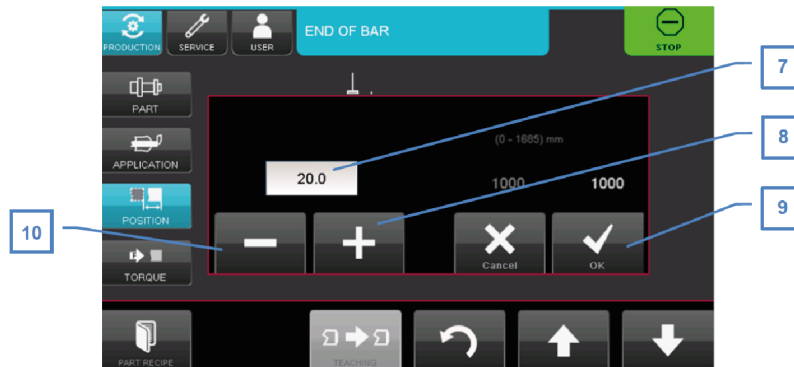 PRODUCTION
SERVICE
USER
END OF BAR
STOP
7
PART
(0 - 1685) mm
8
APPLICATION
20.0
1000
1000
9
POSITION
10
Cancel
OK
TORQUE
PART RECIPE
TEACHING